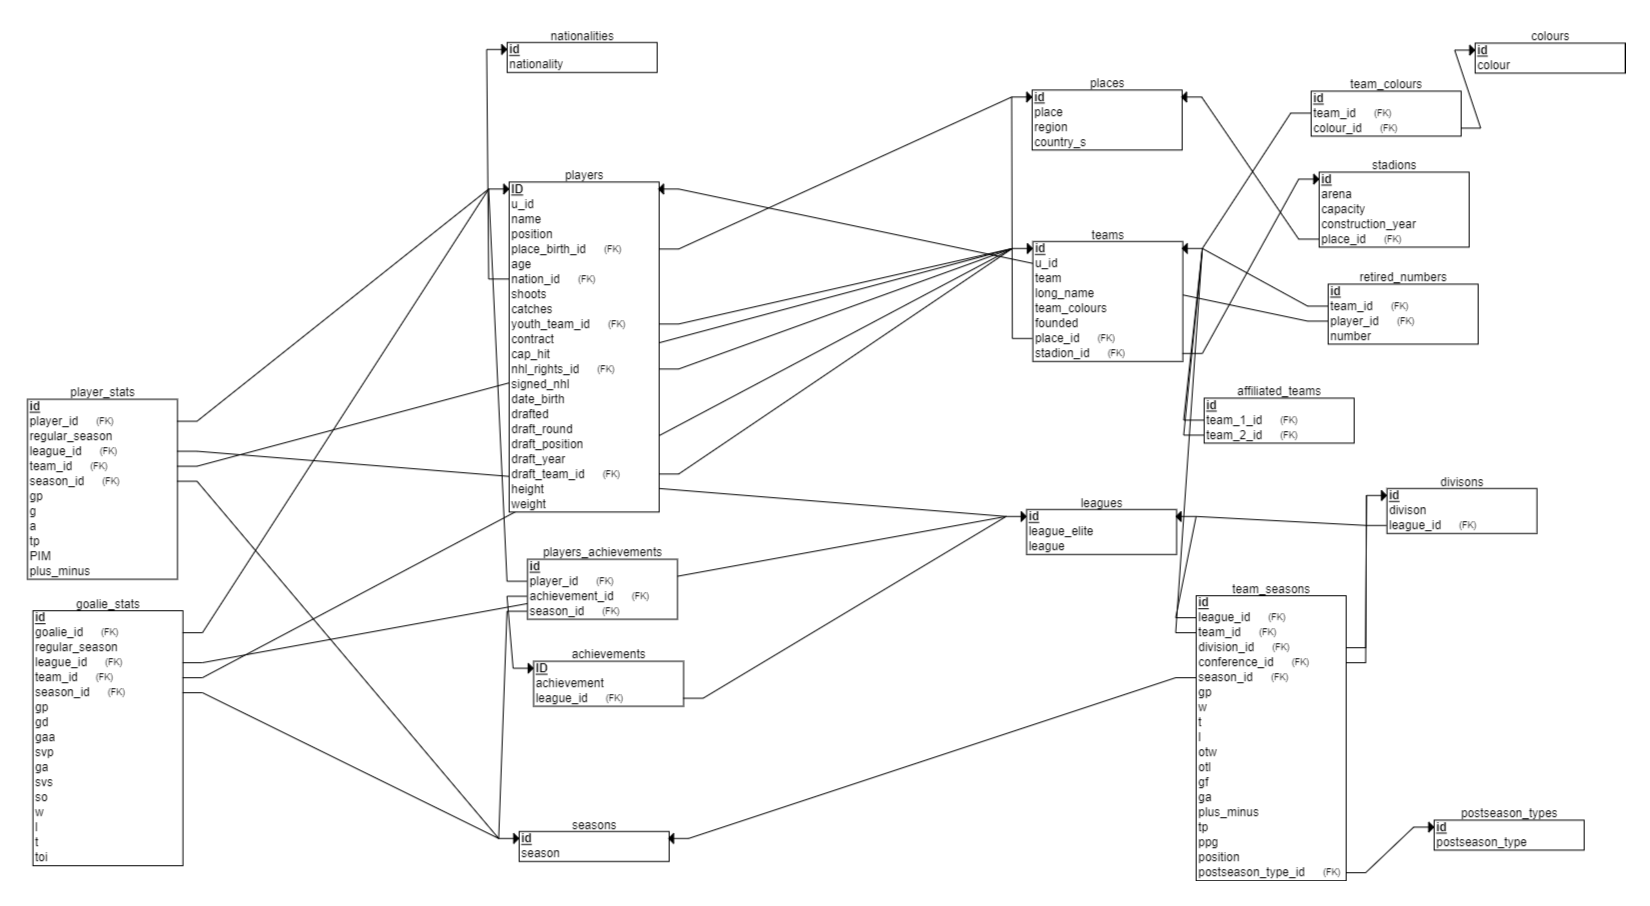 nationalities
id
nationality
colours
id
colour
places
id
place
region
country_s
team_colours
id
team_id (FK)
colour_id (FK)
stadions
id
arena
capacity
construction_year
place_id (FK)
players
ID
u_id
name
position
place_birth_id (FK)
age
nation_id (FK)
shoots
catches
youth_team_id (FK)
contract
cap_hit
nhl_rights_id (FK)
signed_nhl
date_birth
drafted
draft_round
draft_position
draft_year
draft_team_id (FK)
height
weight
teams
id
u_id
team
long_name
team_colours
founded
place_id (FK)
stadion_id (FK)
retired_numbers
id
team_id (FK)
player_id (FK)
number
affiliated_teams
id
team_1_id (FK)
team_2_id (FK)
player_stats
id
player_id (FK)
regular_season
league_id (FK)
team_id (FK)
season_id (FK)
gp
g
a
tp
PIM
plus_minus
leagues
id
league_elite
league
divisons
id
divison
league_id (FK)
players_achievements
id
player_id (FK)
achievement_id (FK)
season_id (FK)
goalie_stats
id
goalie_id (FK)
regular_season
league_id (FK)
team_id (FK)
season_id (FK)
gp
gd
gaa
svp
ga
svs
so
w
l
t
toi
achievements
ID
achievement
league_id (FK)
team_seasons
id
league_id (FK)
team_id (FK)
division_id (FK)
conference_id (FK)
season_id (FK)
gp
w
t
l
otw
otl
gf
ga
plus_minus
tp
ppg
position
postseason_type_id (FK)
seasons
id
season
postseason_types
id
postseason_type